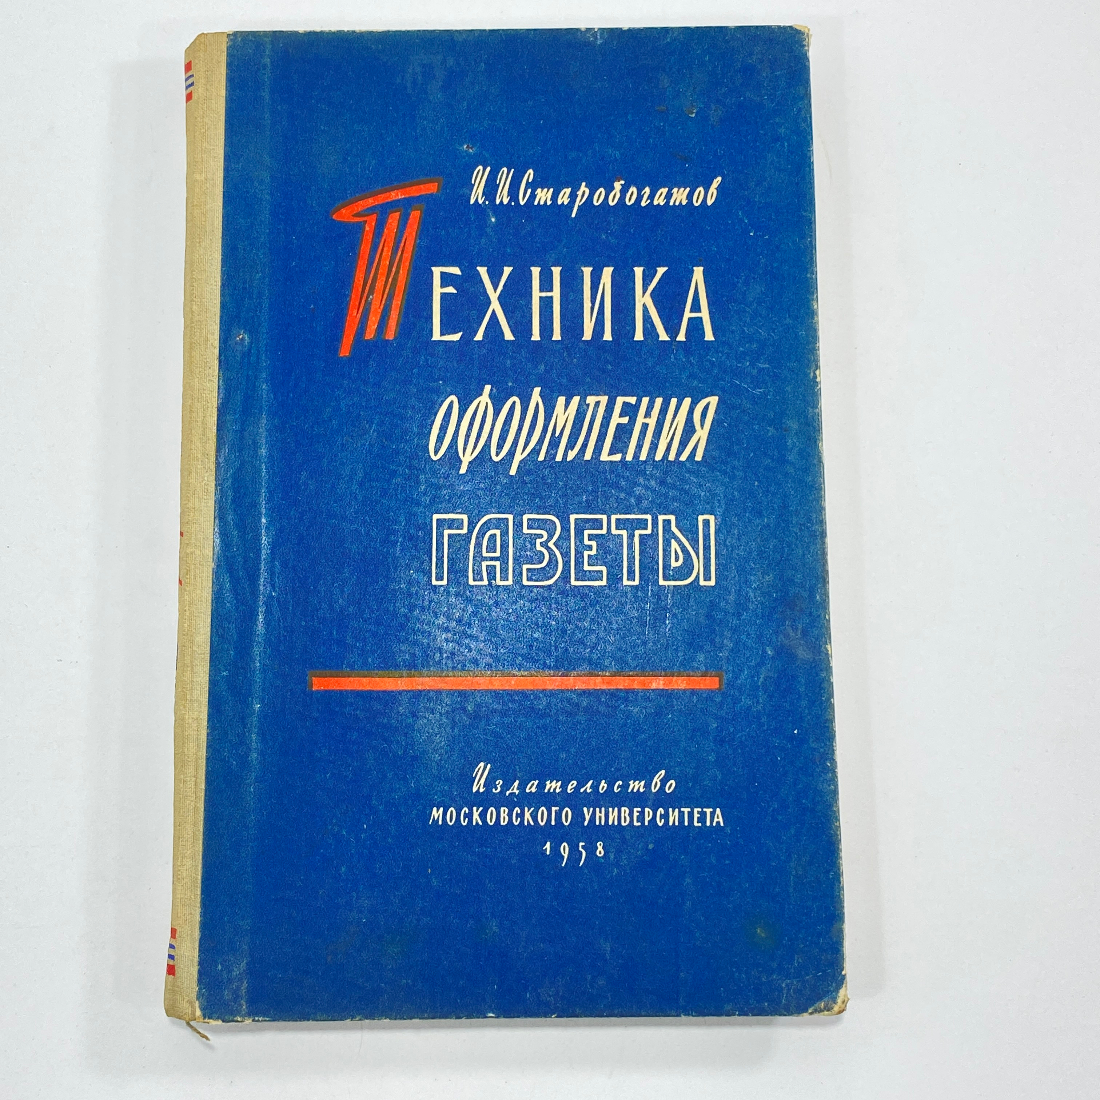 И. И. Старобогатов
ТЕХНИКА
ОФОРМЛЕНИЯ
ГАЗЕТЫ
Издательство
МОСКОВСКОГО УНИВЕРСИТЕТА
1958